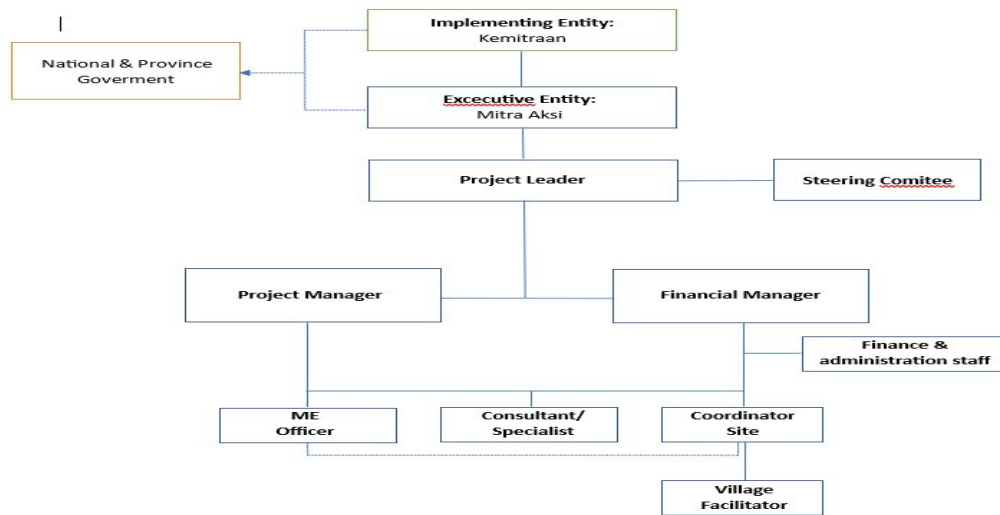 Implementing Entity:
Kemitraan
National & Province
Goverment
Excecutive Entity:
Mitra Aksi
Project Leader
Steering Comitee
Project Manager
Financial Manager
Finance &
administration staff
ME
Officer
Consultant/
Specialist
Coordinator
Site
Village
Facilitator